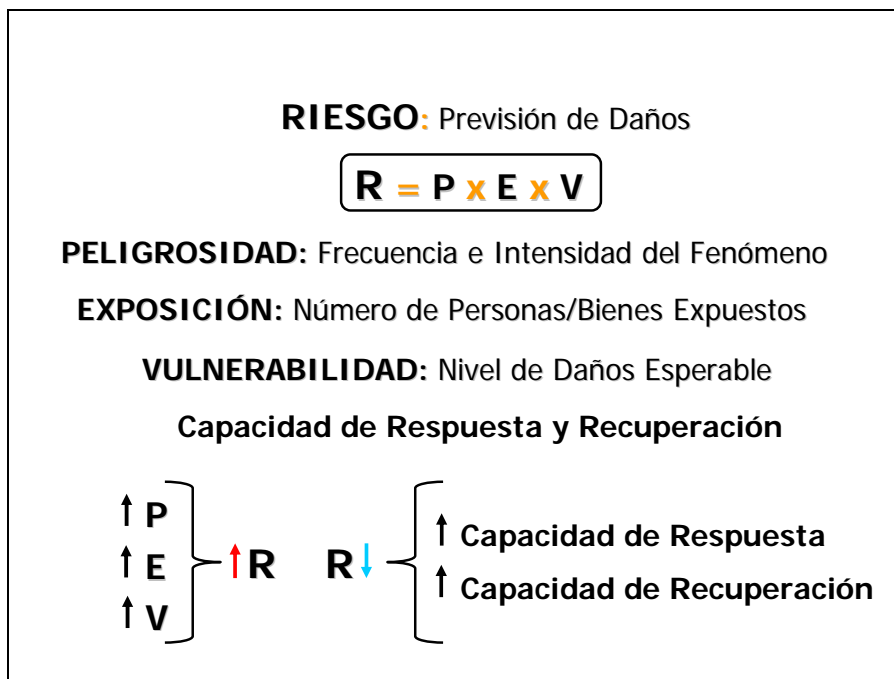 RIESGO: Previsión de Daños
R = P x E x V
PELIGROSIDAD: Frecuencia e Intensidad del Fenómeno
EXPOSICIÓN: Número de Personas/Bienes Expuestos
VULNERABILIDAD: Nivel de Daños Esperable
Capacidad de Respuesta y Recuperación
↑ P
↑ E
↑ V
↑ R
R ↓
↑ Capacidad de Respuesta
↑ Capacidad de Recuperación